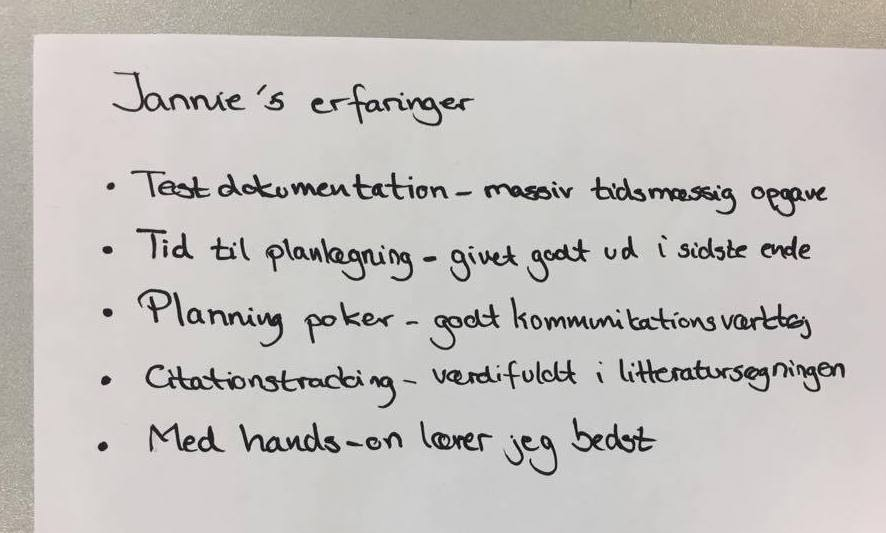 Jannie's erfaringer
• Test dokumentation - massiv tidsmæssig opgave
• Tid til planlægning - givet godt ud i sidste ende
• Planning poker - godt kommunikationsværktøj
• Citationstracking - værdifuldt i litteratursøgningen
• Med hands-on lærer jeg bedst